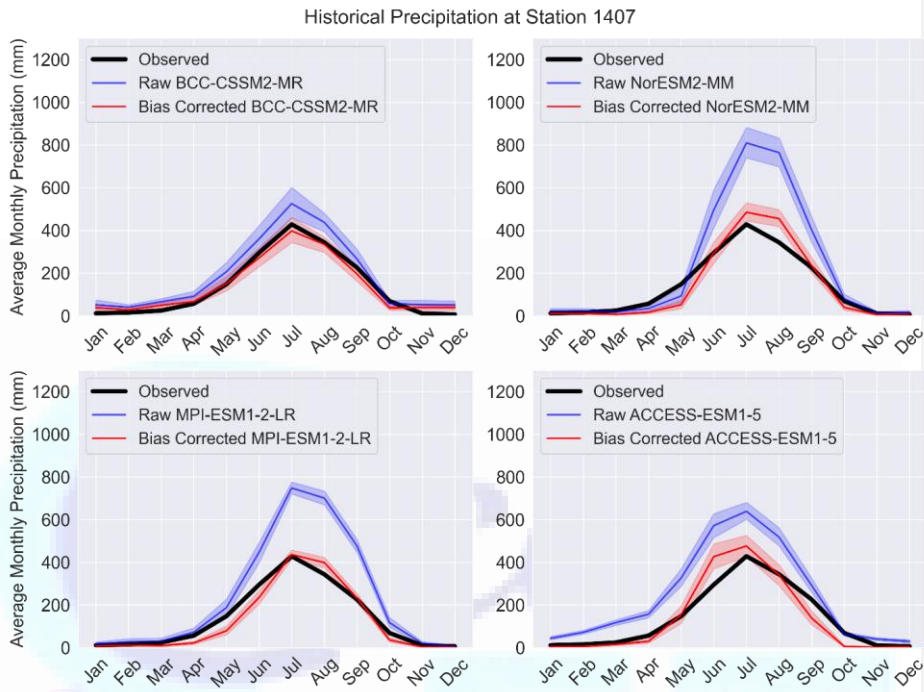 Historical Precipitation at Station 1407
Average Monthly Precipitation (mm)
1200
1000
800
600
400
200
0
Observed
Raw BCC-CSSM2-MR
Bias Corrected BCC-CSSM2-MR
Jan Feb Mar Apr May Jun Jul Aug Sep Oct Nov Dec
1200
1000
800
600
400
200
0
Observed
Raw NorESM2-MM
Bias Corrected NorESM2-MM
Jan Feb Mar Apr May Jun Jul Aug Sep Oct Nov Dec
Average Monthly Precipitation (mm)
1200
1000
800
600
400
200
0
Observed
Raw MPI-ESM1-2-LR
Bias Corrected MPI-ESM1-2-LR
Jan Feb Mar Apr May Jun Jul Aug Sep Oct Nov Dec
1200
1000
800
600
400
200
0
Observed
Raw ACCESS-ESM1-5
Bias Corrected ACCESS-ESM1-5
Jan Feb Mar Apr May Jun Jul Aug Sep Oct Nov Dec